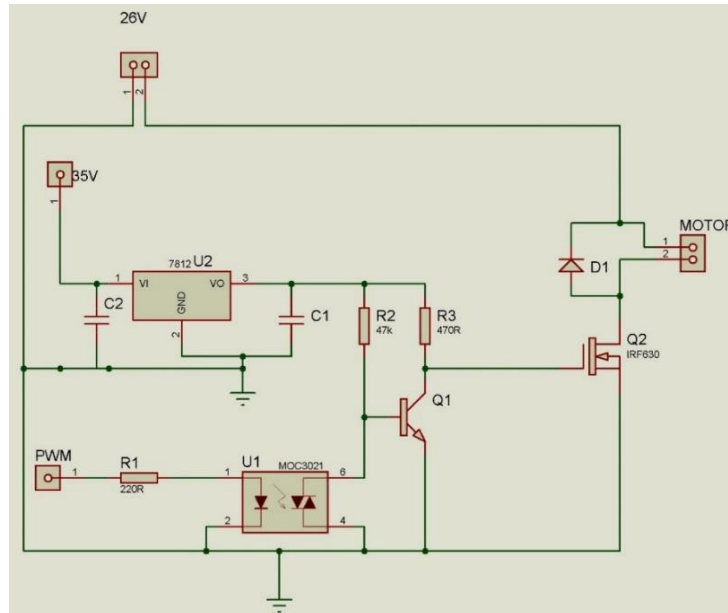 26V
1
2
35V
1
7812
U2
1
VI
VO
3
GND
2
C2
C1
R2
47k
R3
470R
D1
MOTOR
1
2
Q2
IRF630
Q1
PWM
1
R1
220R
U1
MOC3021
1
6
2
4